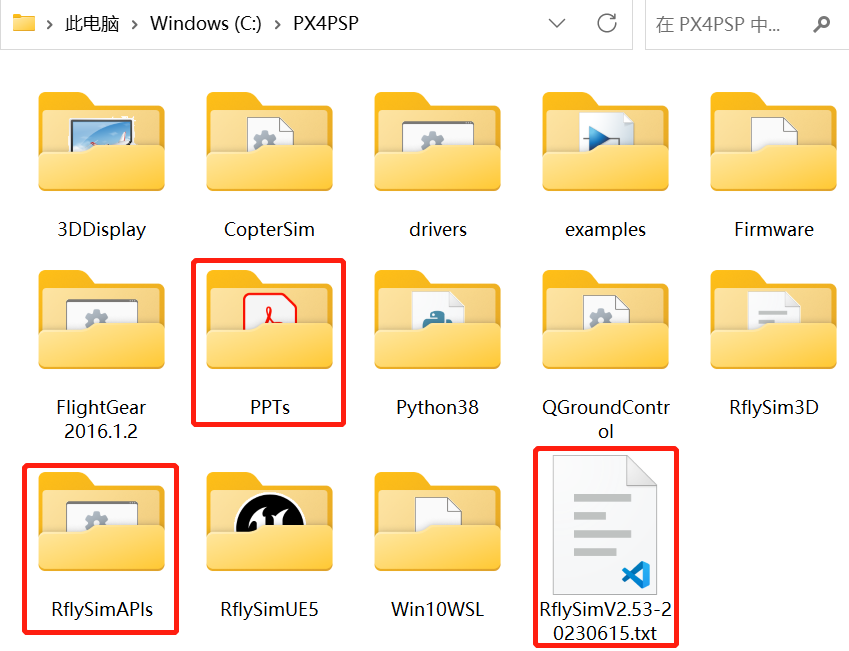 此电脑 > Windows (C:) > PX4PSP
在 PX4PSP 中...
3DDisplay
CopterSim
drivers
examples
Firmware
FlightGear
2016.1.2
PPTs
Python38
QGroundContr
ol
RflySim3D
RflySimAPIs
RflySimUE5
Win10WSL
RflySimV2.53-2
0230615.txt